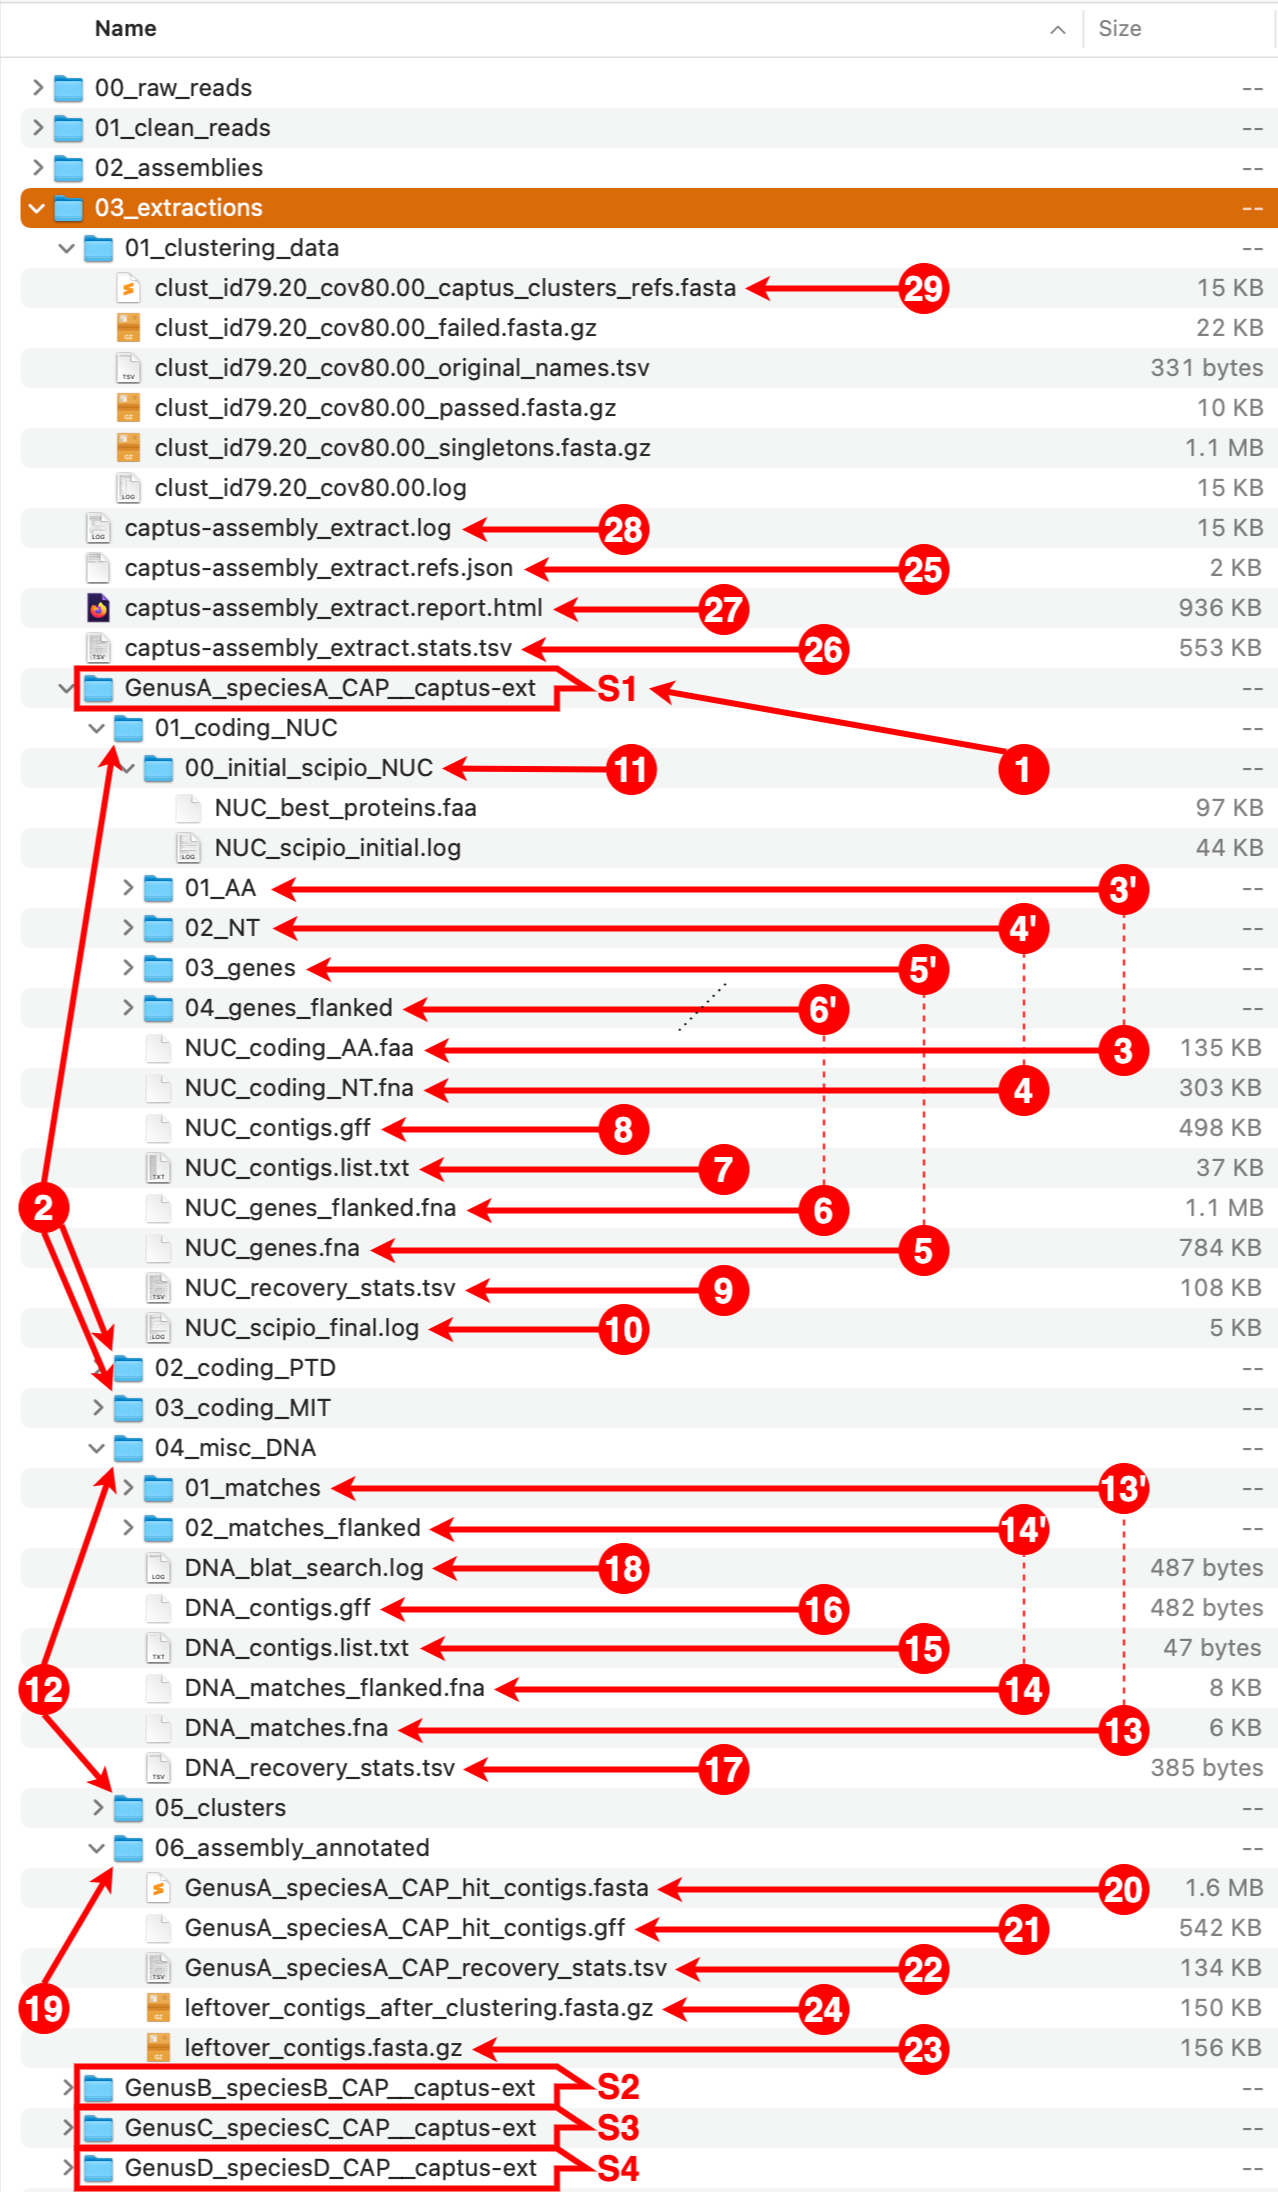 Name Size
00_raw_reads --
01_clean_reads --
02_assemblies --
03_extractions --
01_clustering_data --
clust_id79.20_cov80.00_captus_clusters_refs.fasta 29 15 KB
clust_id79.20_cov80.00_failed.fasta.gz 22 KB
clust_id79.20_cov80.00_original_names.tsv 331 bytes
clust_id79.20_cov80.00_passed.fasta.gz 10 KB
clust_id79.20_cov80.00_singletons.fasta.gz 1.1 MB
clust_id79.20_cov80.00.log 15 KB
captus-assembly_extract.log 28 15 KB
captus-assembly_extract.refs.json 25 2 KB
captus-assembly_extract.report.html 27 936 KB
captus-assembly_extract.stats.tsv 26 553 KB
GenusA_speciesA_CAP__captus-ext S1 --
01_coding_NUC --
00_initial_scipio_NUC 11 1 --
NUC_best_proteins.faa 97 KB
NUC_scipio_initial.log 44 KB
01_AA 3' --
02_NT 4' --
03_genes 5' --
04_genes_flanked 6' --
NUC_coding_AA.faa 3 135 KB
NUC_coding_NT.fna 4 303 KB
NUC_contigs.gff 8 498 KB
NUC_contigs.list.txt 7 37 KB
2 NUC_genes_flanked.fna 6 1.1 MB
NUC_genes.fna 5 784 KB
NUC_recovery_stats.tsv 9 108 KB
NUC_scipio_final.log 10 5 KB
02_coding_PTD --
03_coding_MIT --
04_misc_DNA --
01_matches 13' --
02_matches_flanked 14' --
DNA_blat_search.log 18 487 bytes
DNA_contigs.gff 16 482 bytes
DNA_contigs.list.txt 15 47 bytes
12 DNA_matches_flanked.fna 14 8 KB
DNA_matches.fna 13 6 KB
DNA_recovery_stats.tsv 17 385 bytes
05_clusters --
06_assembly_annotated --
GenusA_speciesA_CAP_hit_contigs.fasta 20 1.6 MB
GenusA_speciesA_CAP_hit_contigs.gff 21 542 KB
GenusA_speciesA_CAP_recovery_stats.tsv 22 134 KB
19 leftover_contigs_after_clustering.fasta.gz 24 150 KB
leftover_contigs.fasta.gz 23 156 KB
GenusB_speciesB_CAP__captus-ext S2 --
GenusC_speciesC_CAP__captus-ext S3 --
GenusD_speciesD_CAP__captus-ext S4 --